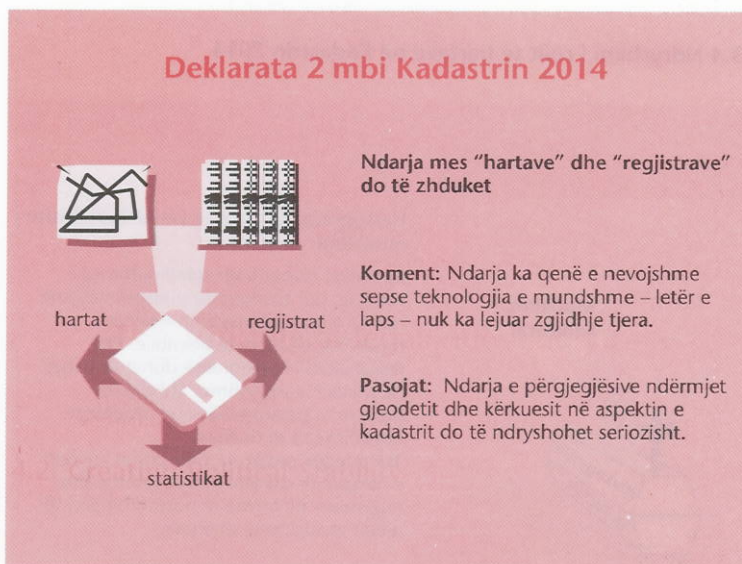 Deklarata 2 mbi Kadastrin 2014
Ndarja mes “hartave” dhe “regjistrave”
do të zhduket
Koment: Ndarja ka qenë e nevojshme
sepse teknologjia e mundshme – letër e
laps – nuk ka lejuar zgjidhje tjera.
Pasojat: Ndarja e përgjegjësive ndërmjet
gjeodetit dhe kërkuesit në aspektin e
kadastrit do të ndryshohet seriozisht.
hartat
regjistrat
statistikat